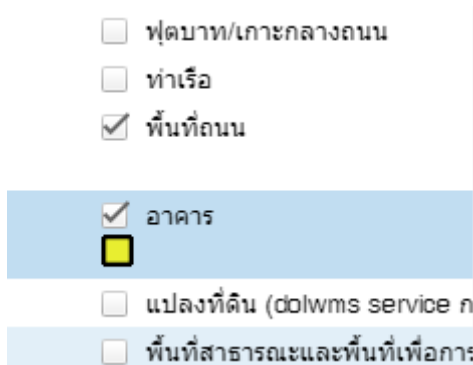 ฟุตบาท/เกาะกลางถนน
ท่าเรือ
พื้นที่ถนน
อาคาร
แปลงที่ดิน (dolwms service ก
พื้นที่สาธารณะและพื้นที่เพื่อการ